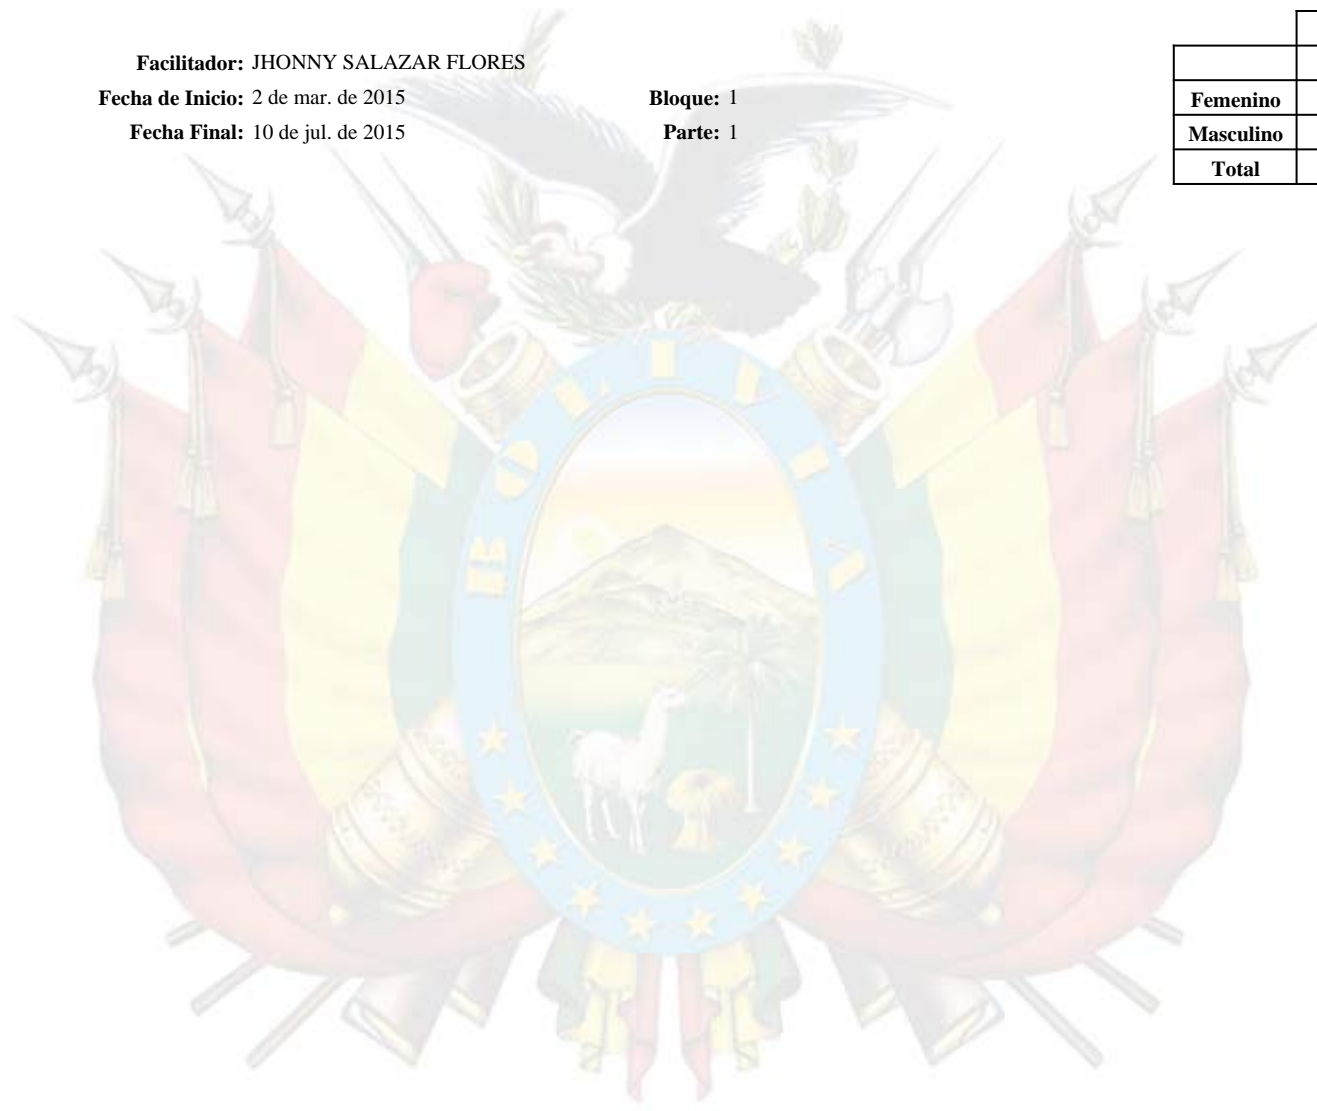 Facilitador: JHONNY SALAZAR FLORES
Fecha de Inicio: 2 de mar. de 2015 Bloque: 1
Fecha Final: 10 de jul. de 2015 Parte: 1
Femenino
Masculino
Total
BOLIVIA